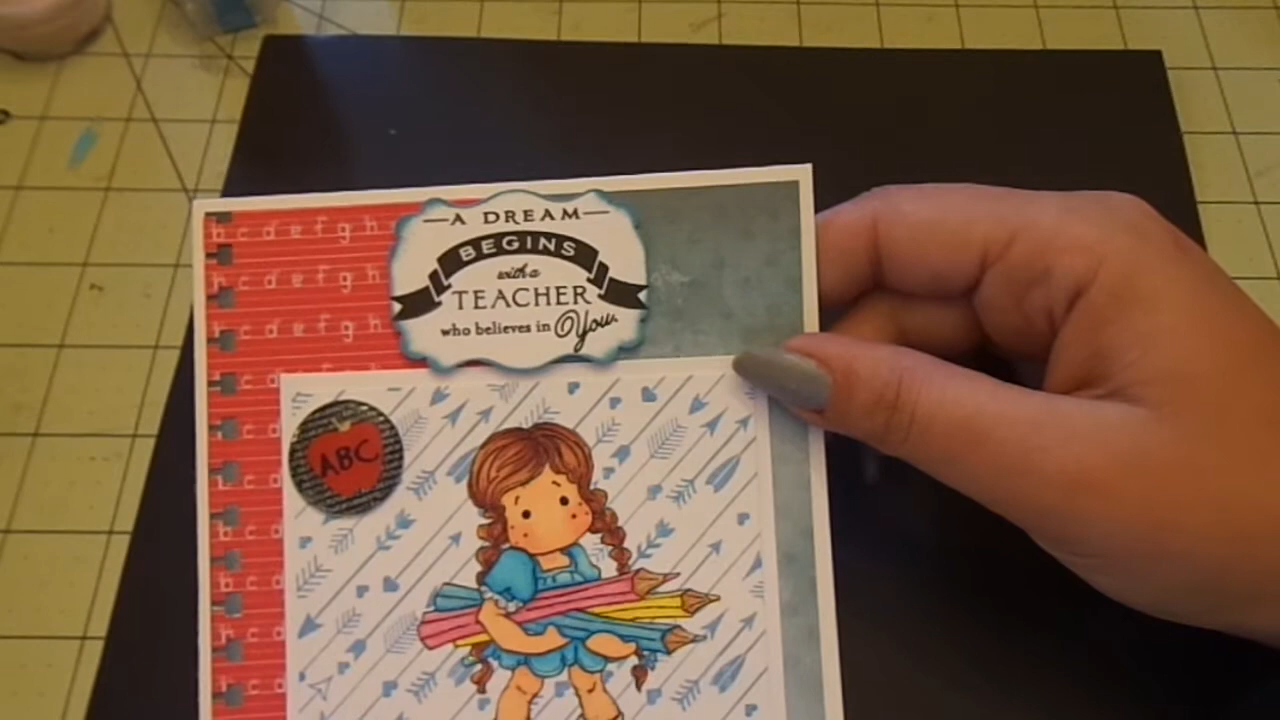 A DREAM
BEGINS
with a
TEACHER
who believes in You.
b c d e f g h
b c d e f g h
b c d e f g h
b c d
b c d
i c d
b c d
b c d
b c d
b c d
ABC